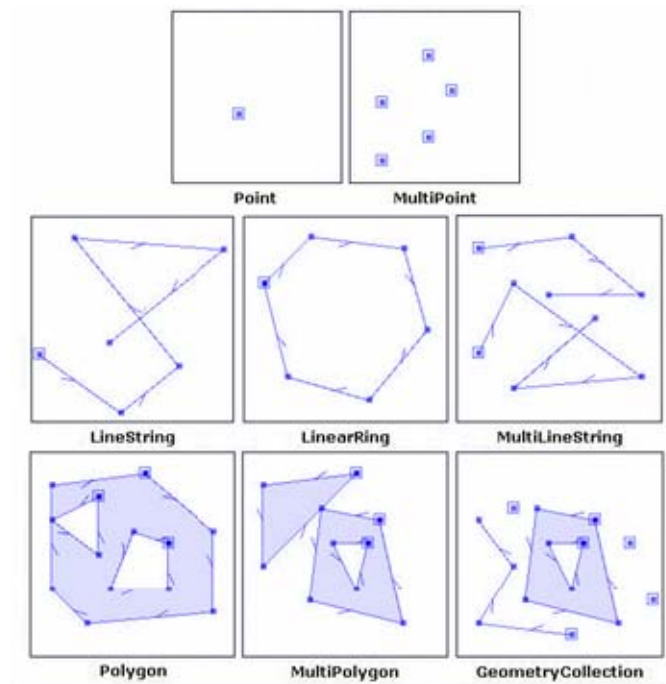 Point
MultiPoint
LineString
LinearRing
MultiLineString
Polygon
MultiPolygon
GeometryCollection